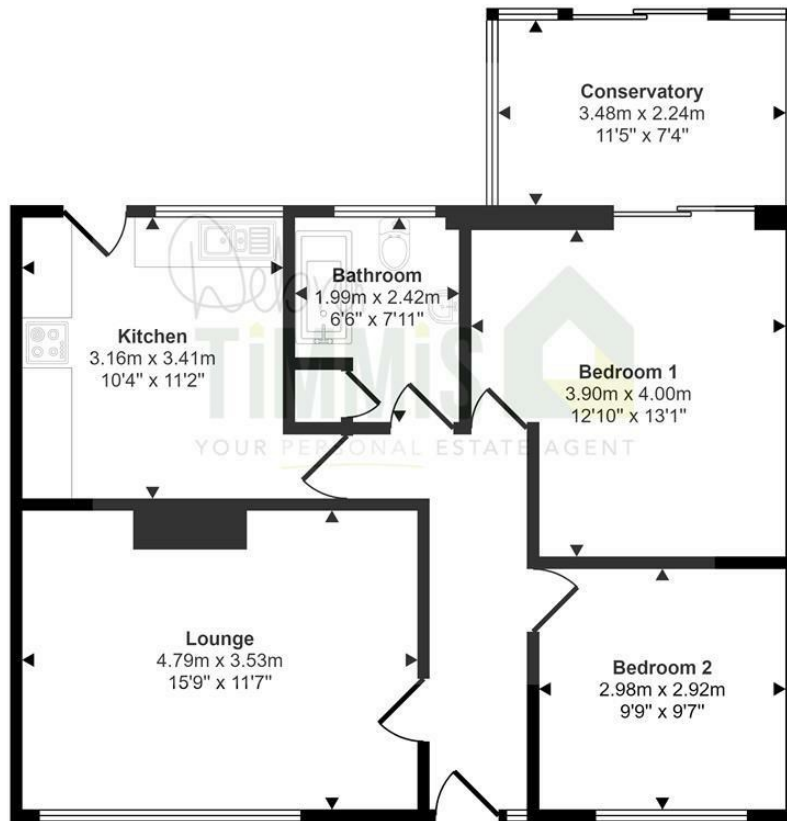 Conservatory
3.48m x 2.24m
11'5" x 7'4"
Bathroom
1.99m x 2.42m
6'6" x 7'11"
Kitchen
3.16m x 3.41m
10'4" x 11'2"
Bedroom 1
3.90m x 4.00m
12'10" x 13'1"
TiMMiS
YOUR PERSONAL ESTATE AGENT
Lounge
4.79m x 3.53m
15'9" x 11'7"
Bedroom 2
2.98m x 2.92m
9'9" x 9'7"